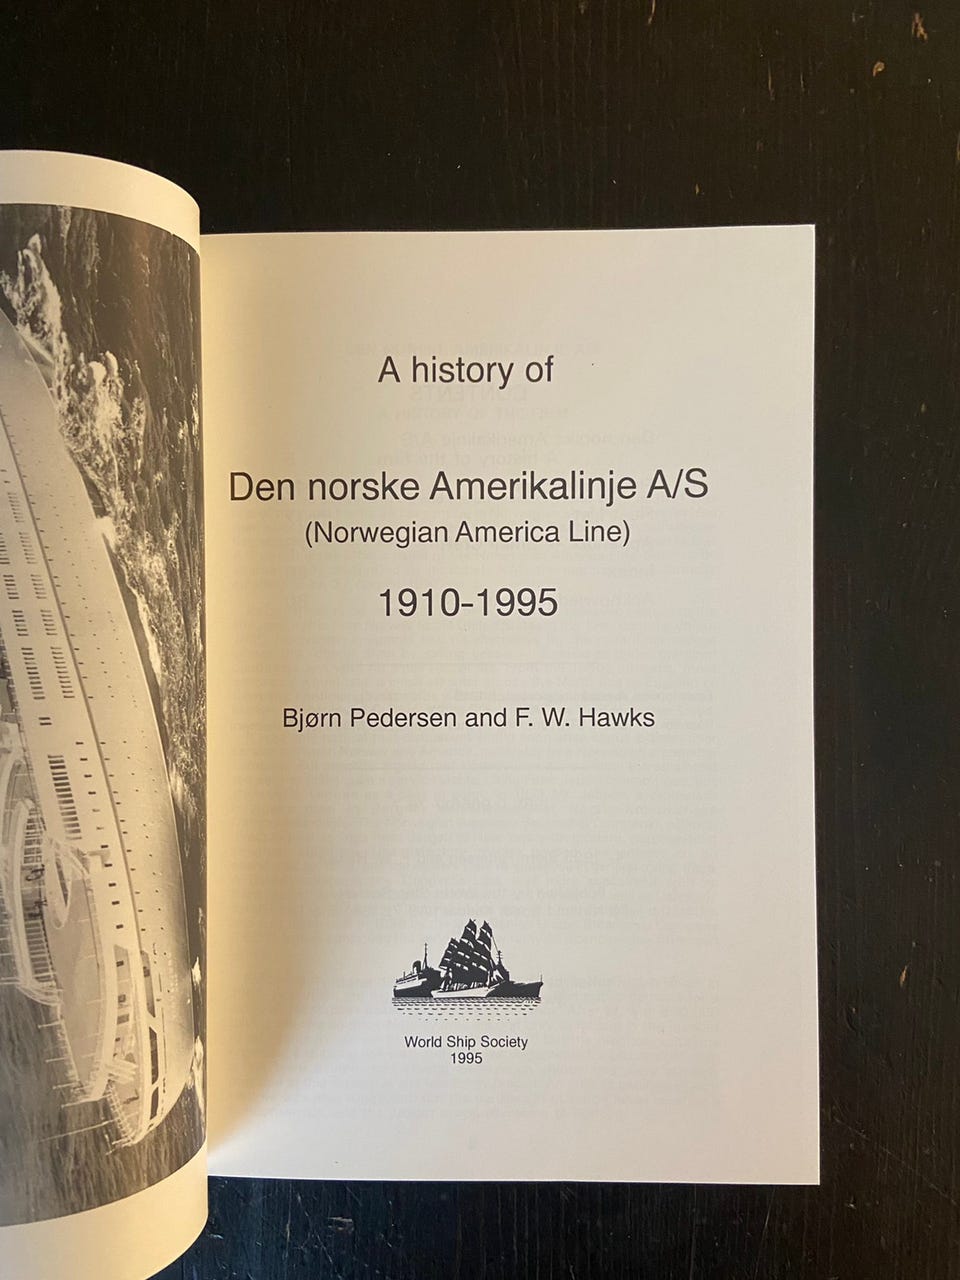 A history of
Den norske Amerikalinje A/S
(Norwegian America Line)
1910-1995
Bjørn Pedersen and F. W. Hawks
World Ship Society
1995